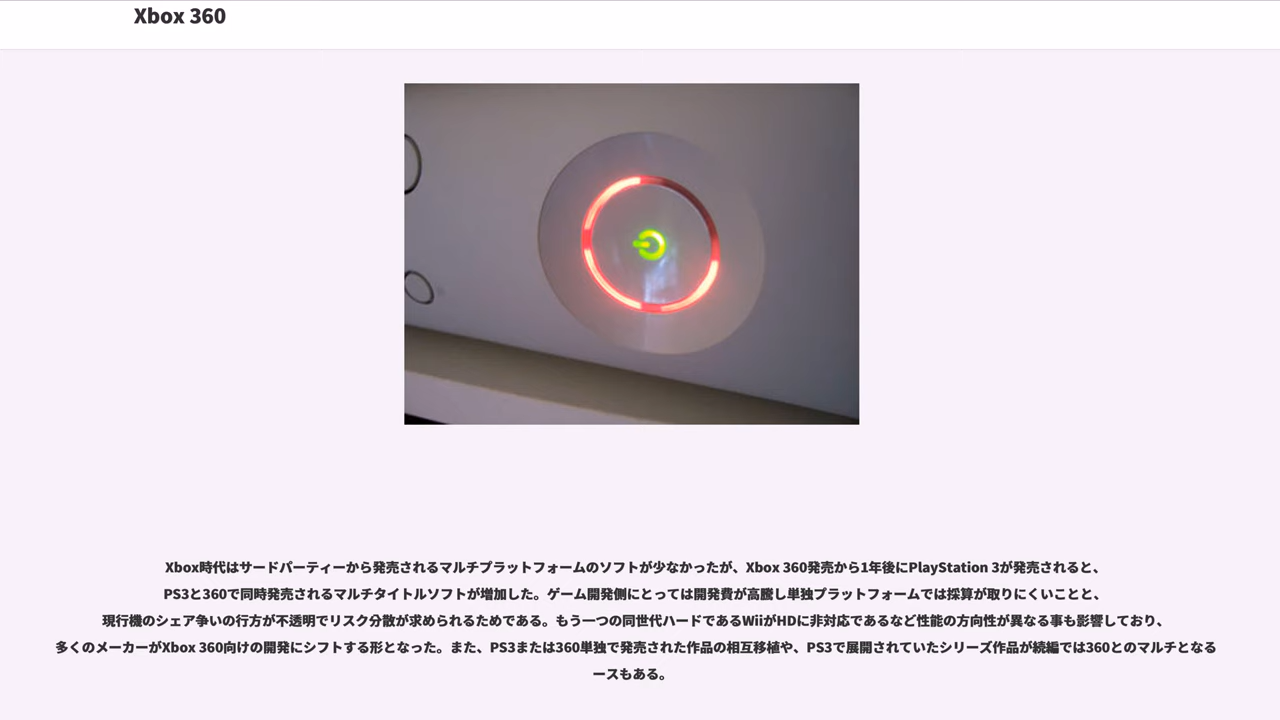 Xbox 360
Xbox時代はサードパーティーから発売されるマルチプラットフォームのソフトが少なかったが、Xbox 360発売から1年後にPlayStation 3が発売されると、
PS3と360で同時発売されるマルチタイトルソフトが増加した。ゲーム開発側にとっては開発費が高騰し単独プラットフォームでは採算が取りにくいことと、
現行機のシェア争いの行方が不透明でリスク分散が求められるためである。もう一つの同世代ハードであるWiiがHDに非対応であるなど性能の方向性が異なる事も影響しており、
多くのメーカーがXbox 360向けの開発にシフトする形となった。また、PS3または360単独で発売された作品の相互移植や、PS3で展開されていたシリーズ作品が続編では360とのマルチとなる
ースもある。